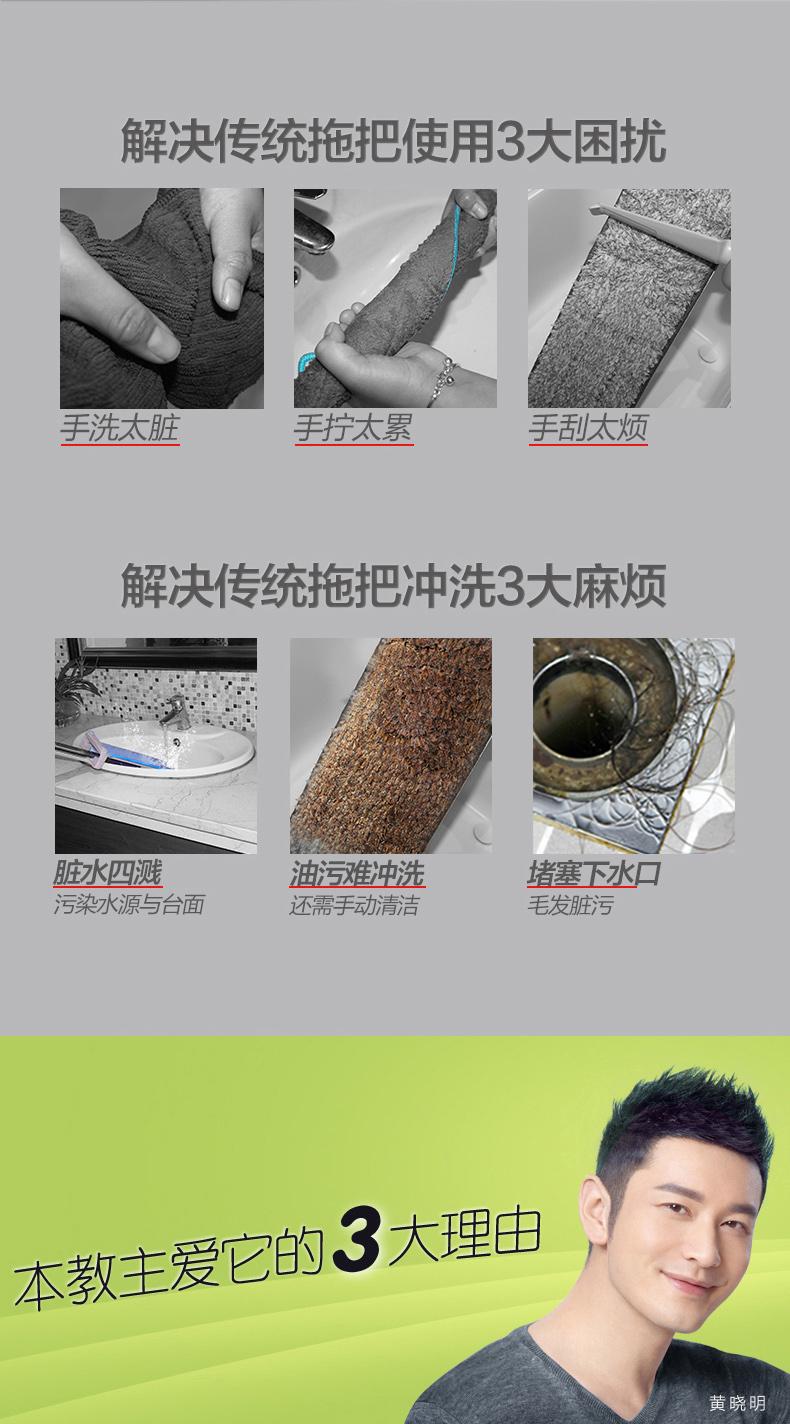 解决传统拖把使用3大困扰
手洗太脏
手拧太累
手刮太烦
解决传统拖把冲洗3大麻烦
脏水四溅
污染水源与台面
油污难冲洗
还需手动清洁
堵塞下水口
毛发脏污
本教主爱它的3大理由
黄晓明